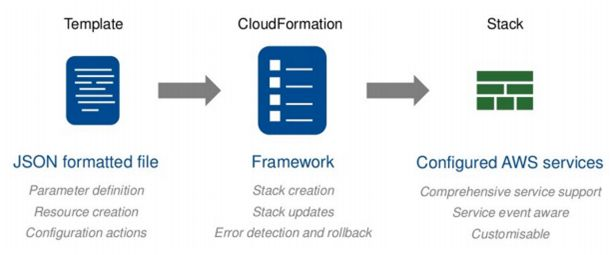 Template
CloudFormation
Stack
JSON formatted file
Framework
Configured AWS services
Parameter definition
Resource creation
Configuration actions
Stack creation
Stack updates
Error detection and rollback
Comprehensive service support
Service event aware
Customisable